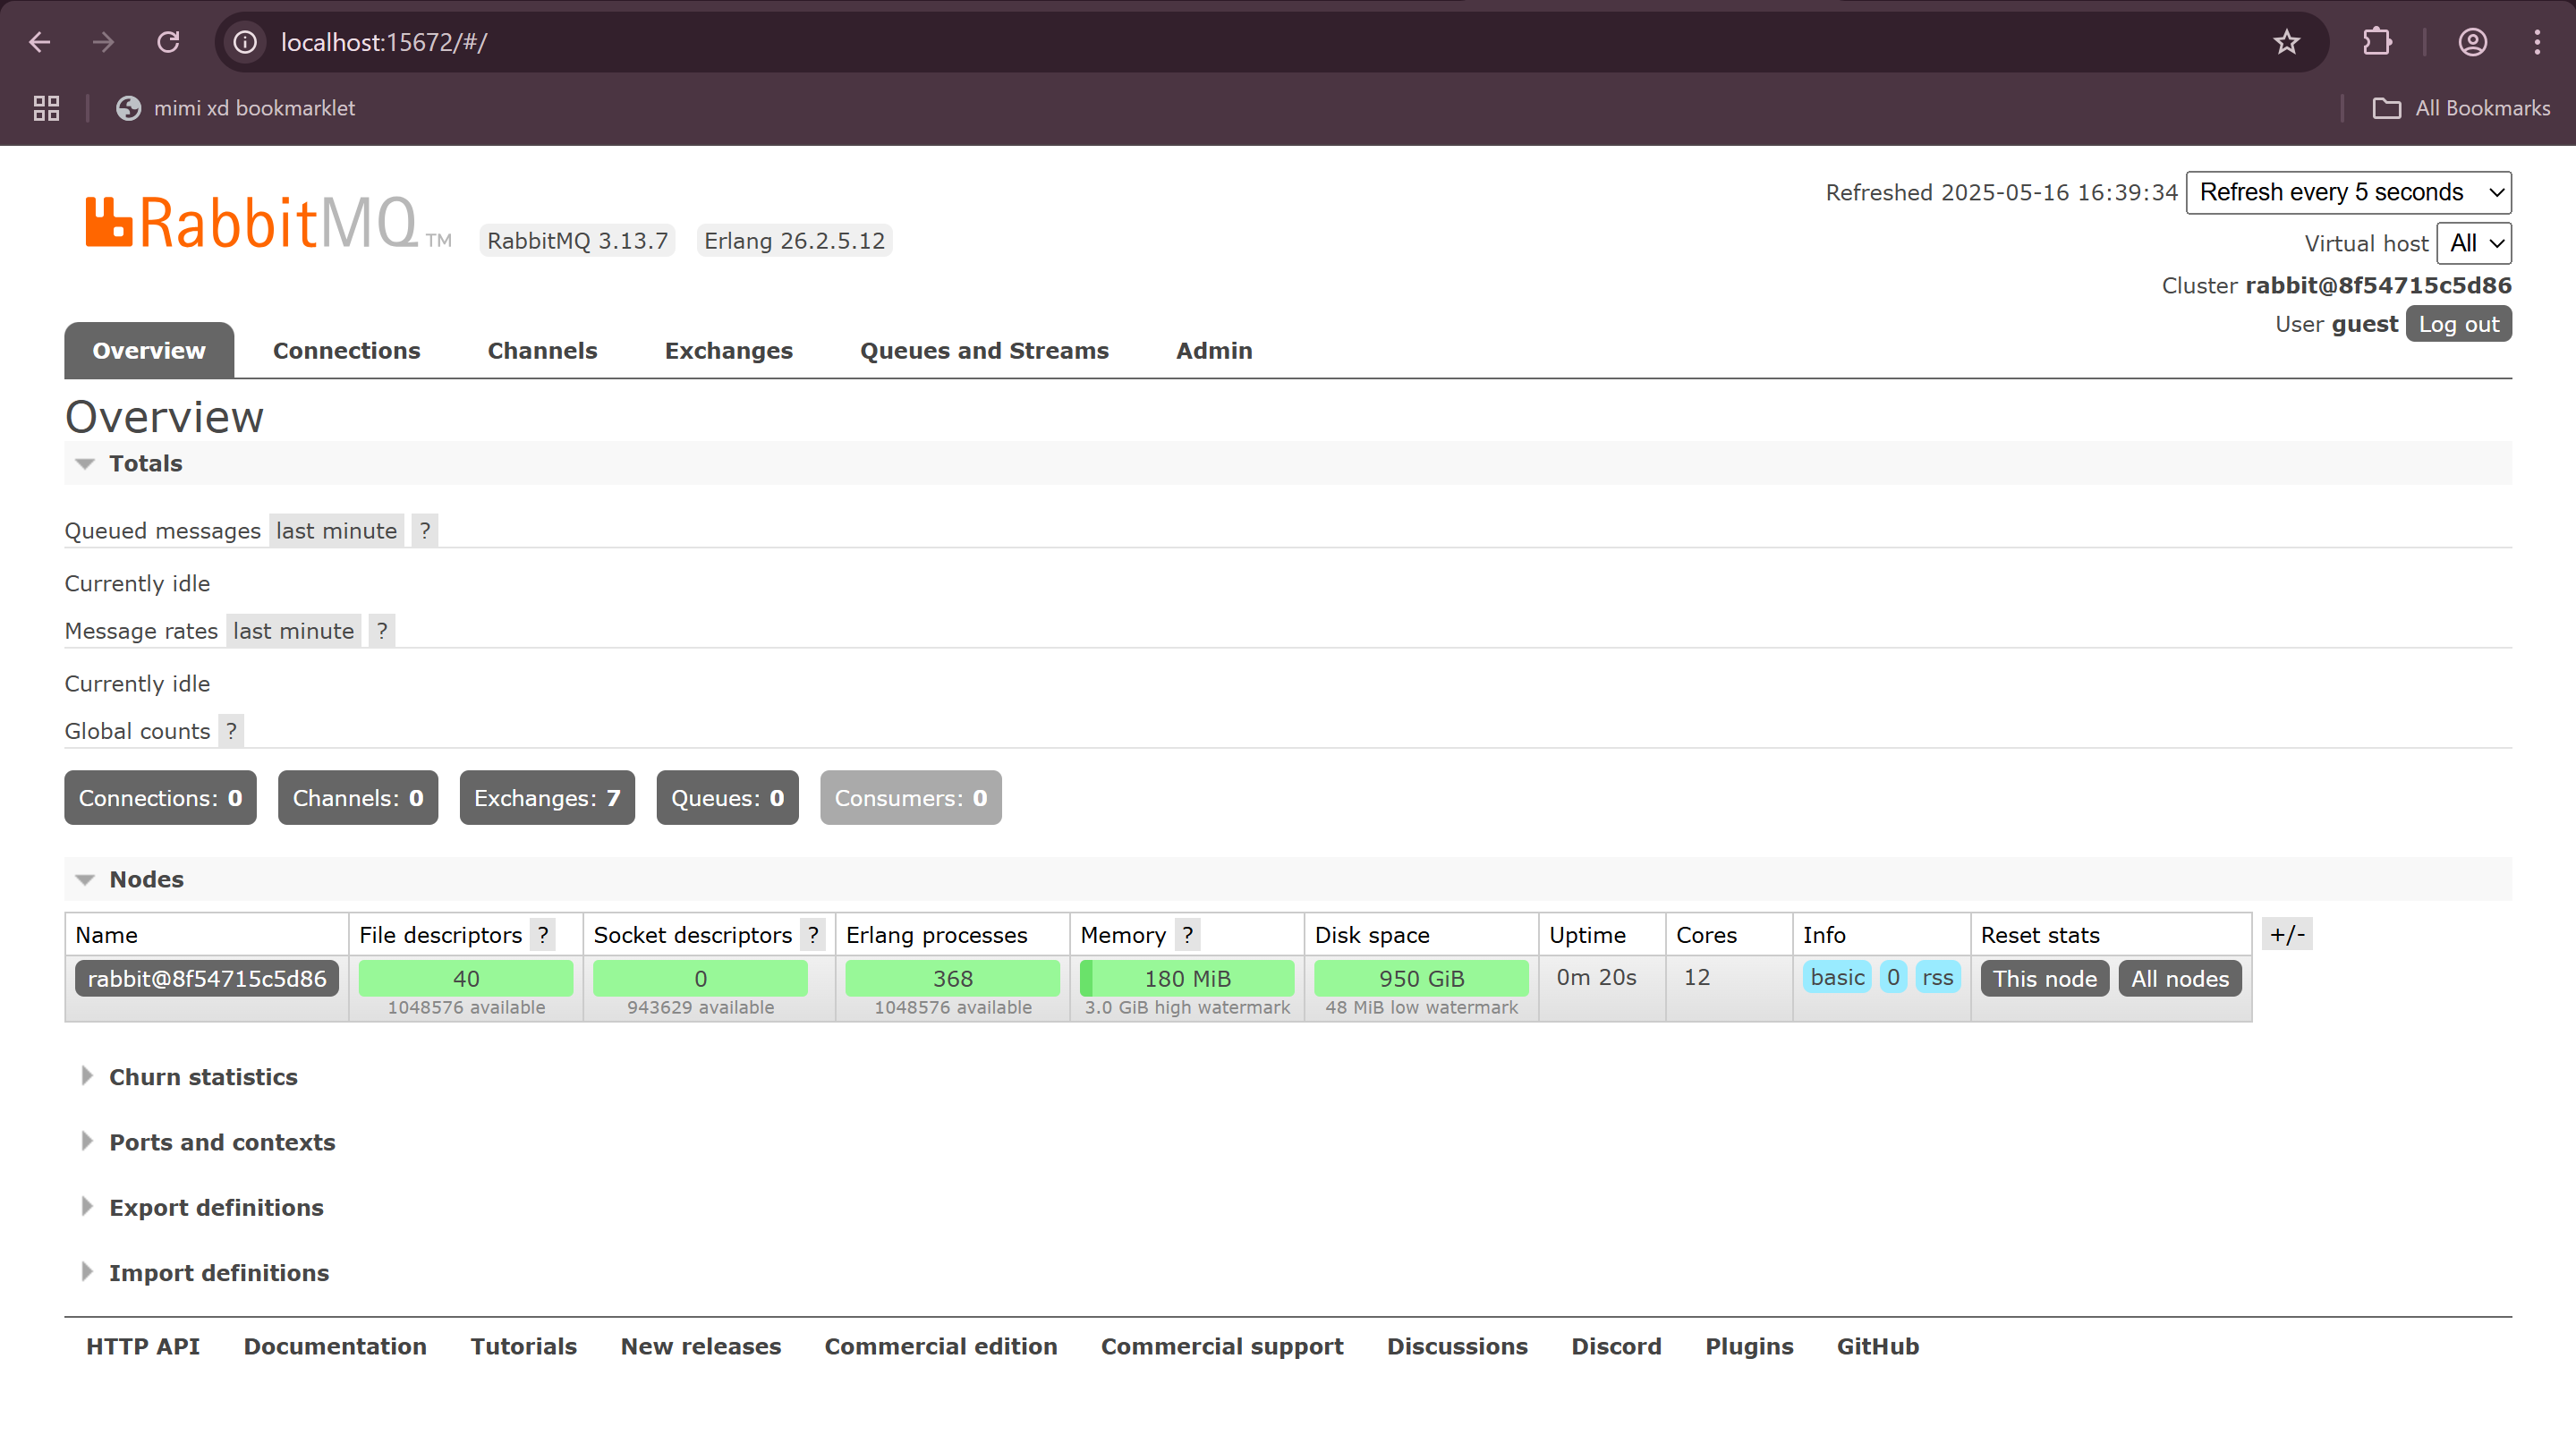 localhost:15672/#/
mimi xd bookmarklet
All Bookmarks
RabbitMQ TM
RabbitMQ 3.13.7
Erlang 26.2.5.12
Refreshed 2025-05-16 16:39:34
Refresh every 5 seconds
Virtual host All
Cluster rabbit@8f54715c5d86
User guest Log out
Overview Connections Channels Exchanges Queues and Streams Admin
Overview
Totals
Queued messages last minute ?
Currently idle
Message rates last minute ?
Currently idle
Global counts ?
Connections: 0 Channels: 0 Exchanges: 7 Queues: 0 Consumers: 0
Nodes
Name File descriptors ? Socket descriptors ? Erlang processes Memory ? Disk space Uptime Cores Info Reset stats +/-
rabbit@8f54715c5d86 40 0 368 180 MiB 950 GiB 0m 20s 12 basic 0 rss This node All nodes
1048576 available 943629 available 1048576 available 3.0 GiB high watermark 48 MiB low watermark
Churn statistics
Ports and contexts
Export definitions
Import definitions
HTTP API Documentation Tutorials New releases Commercial edition Commercial support Discussions Discord Plugins GitHub